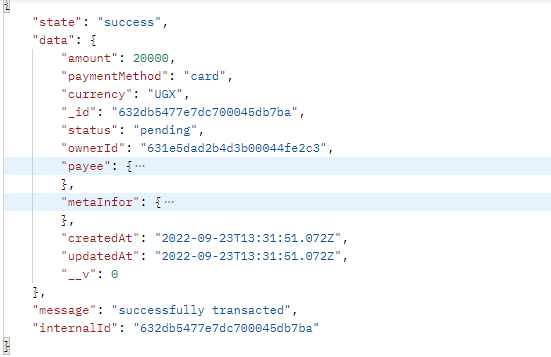 {
"state": "success",
"data": {
"amount": 20000,
"paymentMethod": "card",
"currency": "UGX",
"_id": "632db5477e7dc700045db7ba",
"status": "pending",
"ownerId": "631e5dad2b4d3b00044fe2c3",
"payee": {⋯
},
"metaInfor": {⋯
},
"createdAt": "2022-09-23T13:31:51.072Z",
"updatedAt": "2022-09-23T13:31:51.072Z",
"__v": 0
},
"message": "successfully transacted",
"internalId": "632db5477e7dc700045db7ba"
}